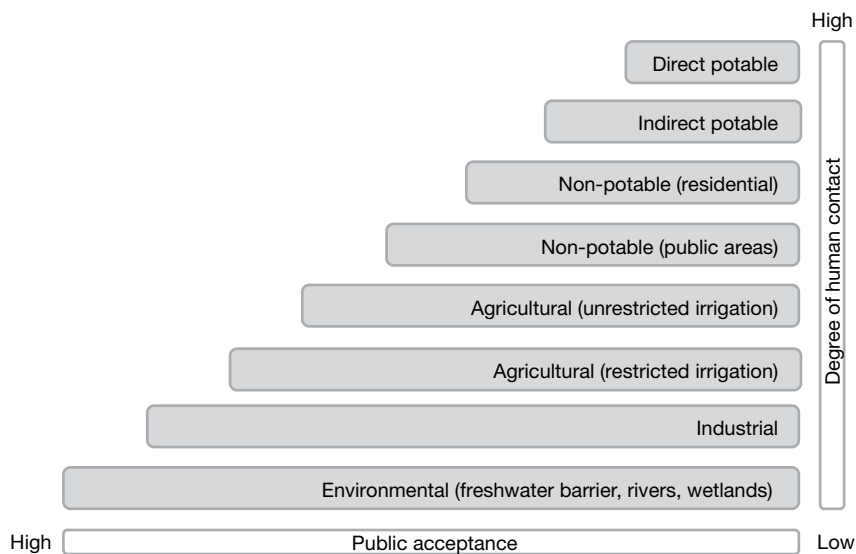 High
Direct potable
Indirect potable
Non-potable (residential)
Non-potable (public areas)
Agricultural (unrestricted irrigation)
Agricultural (restricted irrigation)
Industrial
Environmental (freshwater barrier, rivers, wetlands)
Degree of human contact
High
Public acceptance
Low